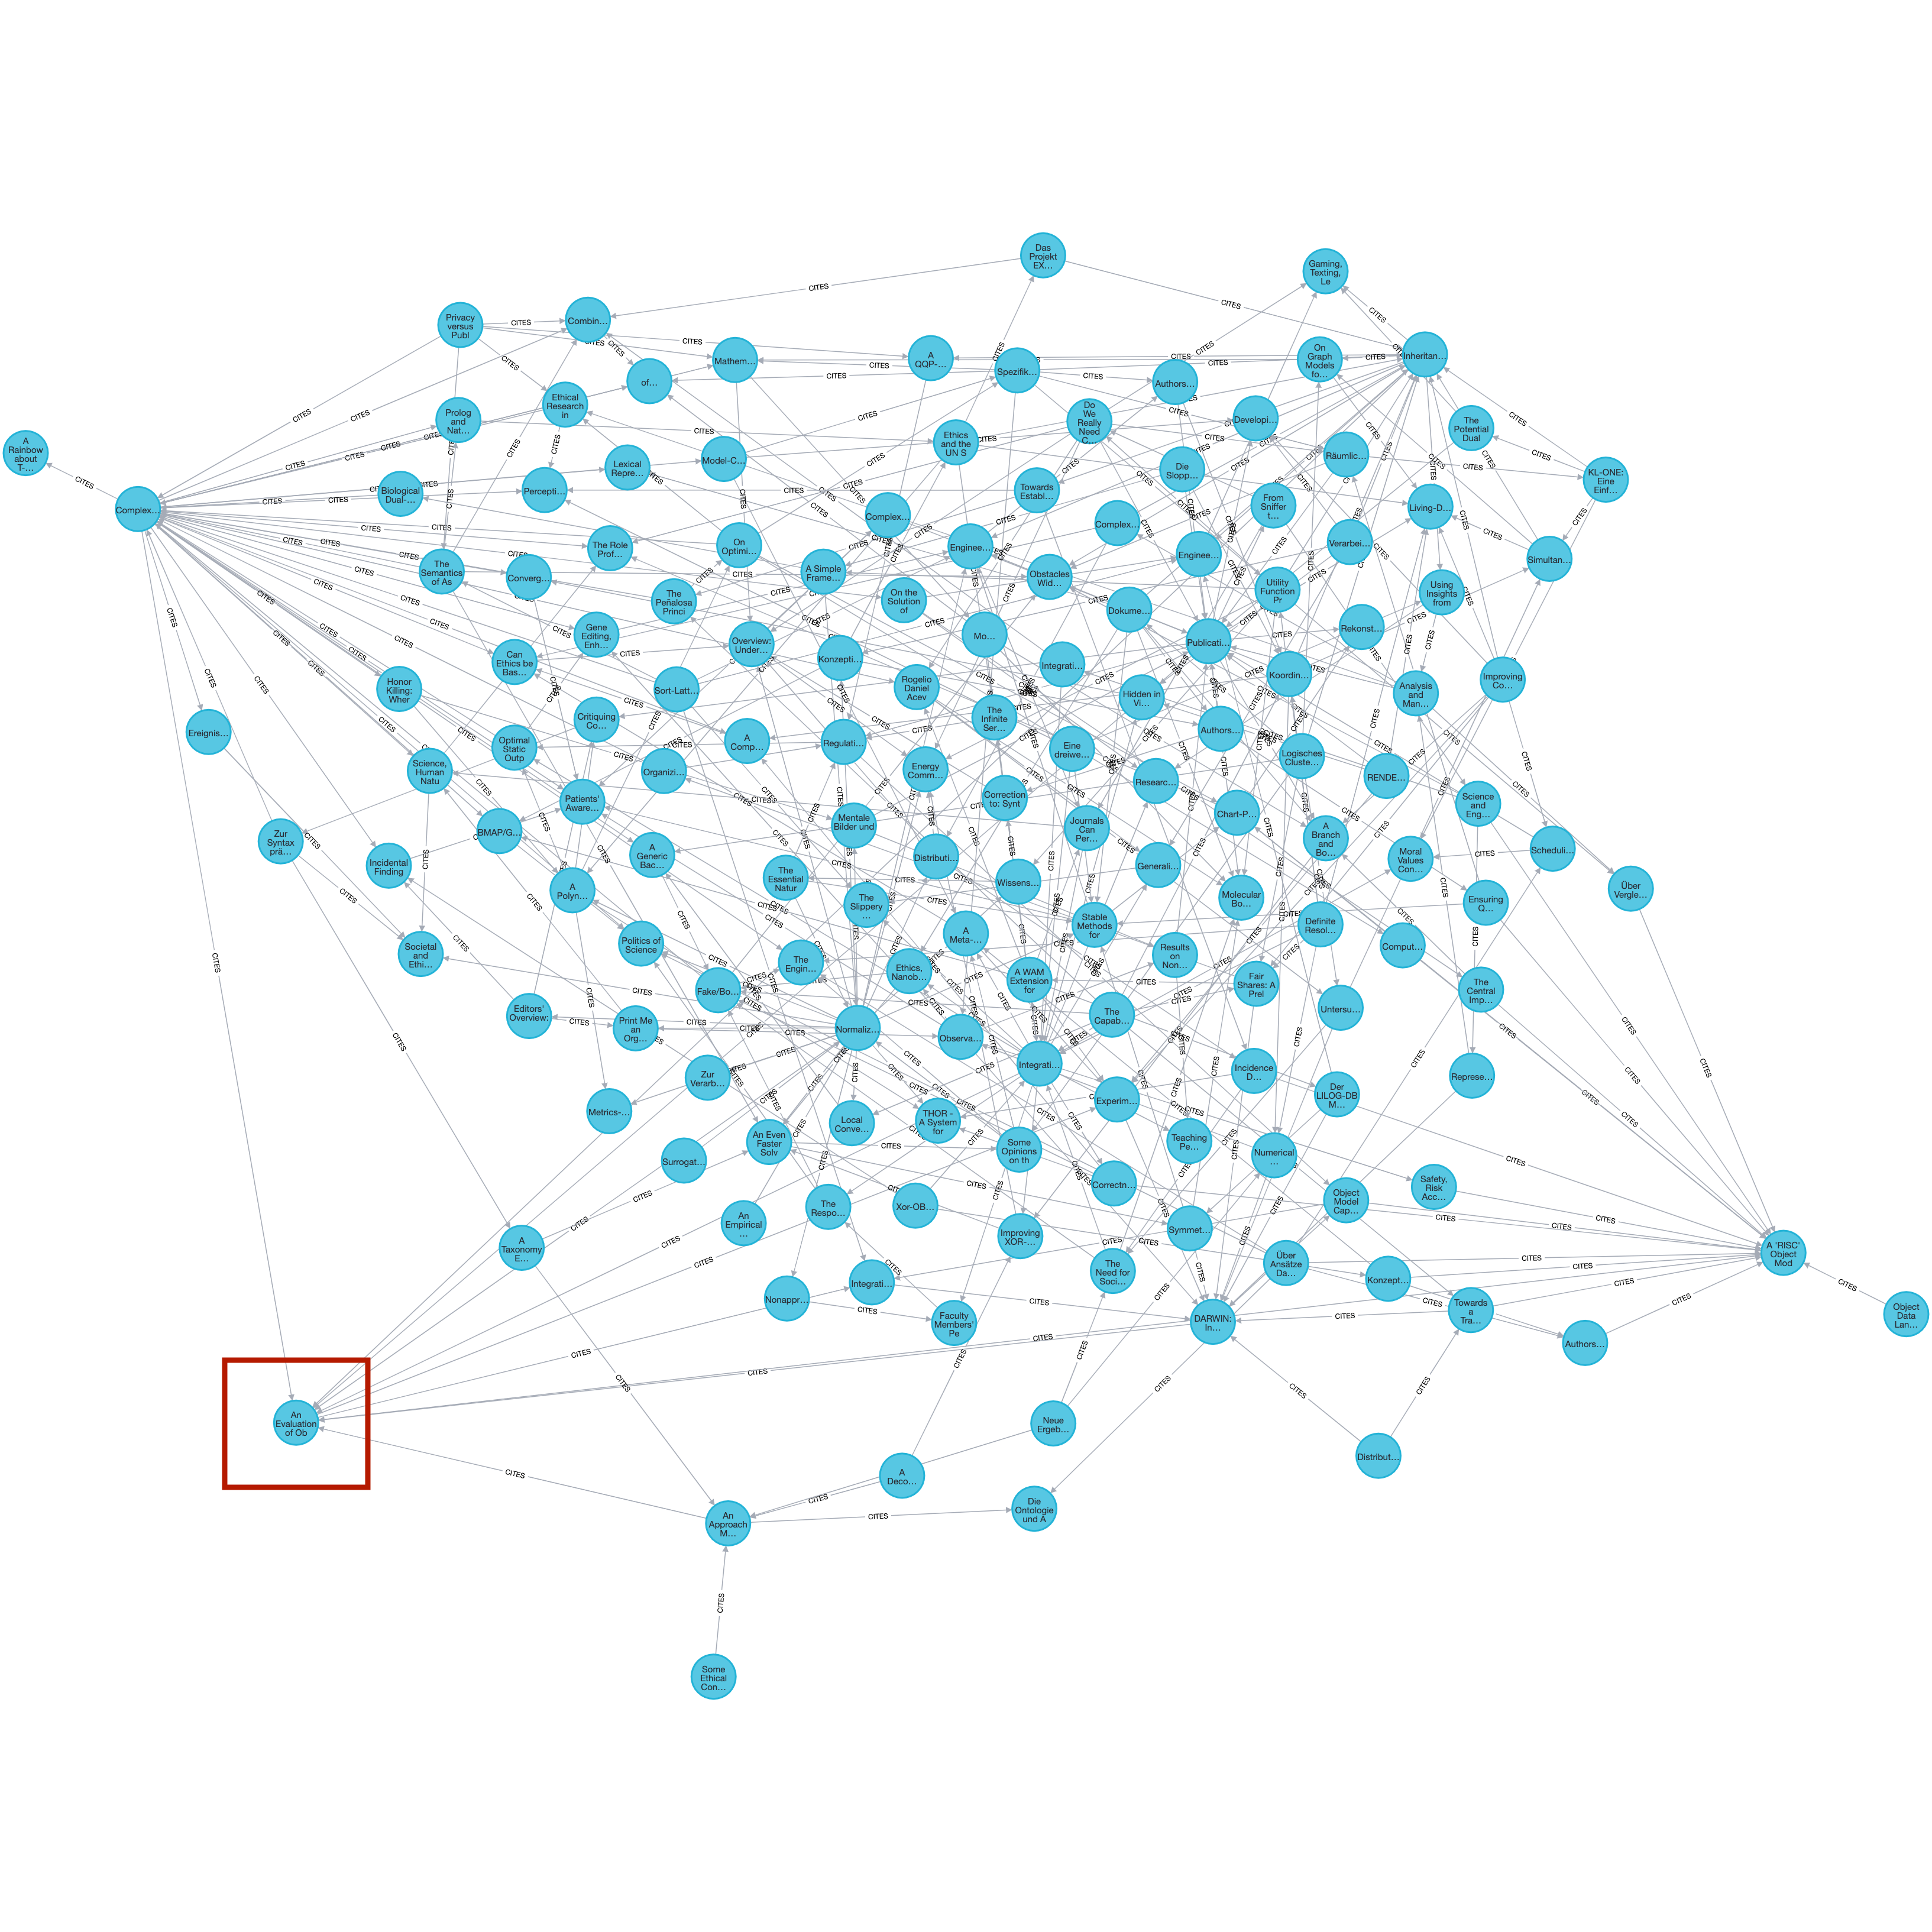 Das
Projekt
EX...
Gaming,
Texting,
Le
Privacy
versus
Publ
Combin...
Mathem...
A
QQP-...
Spezifik...
On
Graph
Models
fo...
Inheritan...
of...
Authors...
Ethical
Research
in
Prolog
and
Nat...
Do
We
Really
Need
C...
Developi...
The
Potential
Dual
A
Rainbow
about
T-...
Ethics
and the
UN S
Model-C...
Lexical
Repre...
Räumlic...
Die
Slopp...
KL-ONE:
Eine
Einf...
Biological
Dual-...
Percepti...
Towards
Establ...
Complex...
Complex...
Complex...
From
Sniffer
t...
Living-D...
The Role
Prof...
On
Optimi...
Enginee...
Enginee...
Verarbei...
Simultan...
The
Semantics
of As
Converg...
A Simple
Frame...
Obstacles
Wid...
Utility
Function
Pr
Using
Insights
from
The
Peñalosa
Princi
On the
Solution
of
Dokume...
Rekonst...
Gene
Editing,
Enh...
Overview:
Under...
Mo...
Publicati...
Can
Ethics be
Bas...
Konzepti...
Integrati...
Koordin...
Improving
Co...
Honor
Killing:
Wher
Sort-Latt...
Rogelio
Daniel
Acev
Hidden in
Vi...
Analysis
and
Man...
Ereignis...
Critiquing
Co...
The
Infinite
Ser...
Authors...
Optimal
Static
Outp
A
Comp...
Regulati...
Eine
dreiwe...
Logisches
Cluste...
Science,
Human
Natu
Organizi...
Energy
Comm...
Researc...
RENDE...
Patients'
Aware...
Correction
to: Synt
Science
and
Eng...
Zur
Syntax
prä...
BMAP/G...
Mentale
Bilder und
Journals
Can
Per...
Chart-P...
A
Branch
and
Bo...
Incidental
Finding
A
Generic
Bac...
Distributi...
Generali...
Moral
Values
Con...
Scheduli...
A
Polyn...
The
Essential
Natur
Wissens...
Molecular
Bo...
Über
Vergle...
The
Slippery
...
Ensuring
Q...
Societal
and
Ethi...
Politics of
Science
A
Meta-...
Stable
Methods
for
Definite
Resol...
Comput...
The
Engin...
Ethics,
Nanob...
Results
on
Non...
Fake/Bo...
A WAM
Extension
for
Fair
Shares: A
Prel
The
Central
Imp...
Editors'
Overview:
Print Me
an
Org...
Normaliz...
Observa...
The
Capab...
Untersu...
Zur
Verarb...
Integrati...
Incidence
D...
Represe...
Metrics-...
Local
Conve...
THOR -
A System
for
Experim...
Der
LILOG-DB
M...
An Even
Faster
Solv
Some
Opinions
on th
Teaching
Pe...
Numerical
...
Surrogat...
Correctn...
Safety,
Risk
Acc...
An
Empirical
...
The
Respo...
Xor-OB...
Symmet...
Object
Model
Cap...
A
Taxonomy
E...
Improving
XOR-...
Über
Ansätze
Da...
A 'RISC'
Object
Mod
Nonappr...
Integrati...
The
Need for
Soci...
Konzept...
Faculty
Members'
Pe
DARWIN:
In...
Towards
a
Tra...
Object
Data
Lan...
Authors...
An
Evaluation
of Ob
Neue
Ergeb...
Distribut...
A
Deco...
An
Approach
M...
Die
Ontologie
und A
Some
Ethical
Con...
CITES
CITES
CITES
CITES
CITES
CITES
CITES
CITES
CITES
CITES